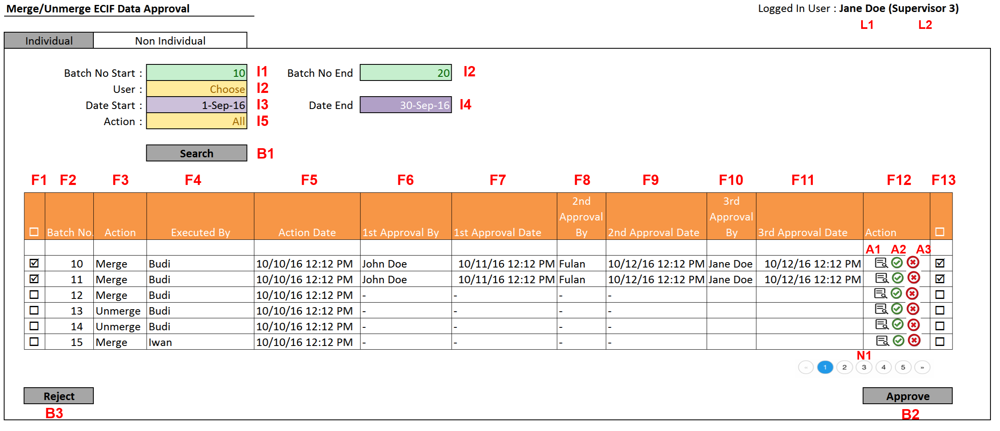 Merge/Unmerge ECIF Data Approval
Logged In User : Jane Doe (Supervisor 3)
L1 L2
Individual Non Individual
Batch No Start : 10 I1 Batch No End 20 I2
User : Choose I2
Date Start : 1-Sep-16 I3 Date End 30-Sep-16 I4
Action : All I5
Search B1
F1 F2 F3 F4 F5 F6 F7 F8 F9 F10 F11 F12 F13
Batch No. Action Executed By Action Date 1st Approval By 1st Approval Date 2nd Approval By 2nd Approval Date 3rd Approval By 3rd Approval Date Action
A1 A2 A3
10 Merge Budi 10/10/16 12:12 PM John Doe 10/11/16 12:12 PM Fulan 10/12/16 12:12 PM Jane Doe 10/12/16 12:12 PM
11 Merge Budi 10/10/16 12:12 PM John Doe 10/11/16 12:12 PM Fulan 10/12/16 12:12 PM Jane Doe 10/12/16 12:12 PM
12 Merge Budi 10/10/16 12:12 PM - - - -
13 Unmerge Budi 10/10/16 12:12 PM - - - -
14 Unmerge Budi 10/10/16 12:12 PM - - - -
15 Merge Iwan 10/10/16 12:12 PM - - - -
N1
« 1 2 3 4 5 »
Reject Approve
B3 B2